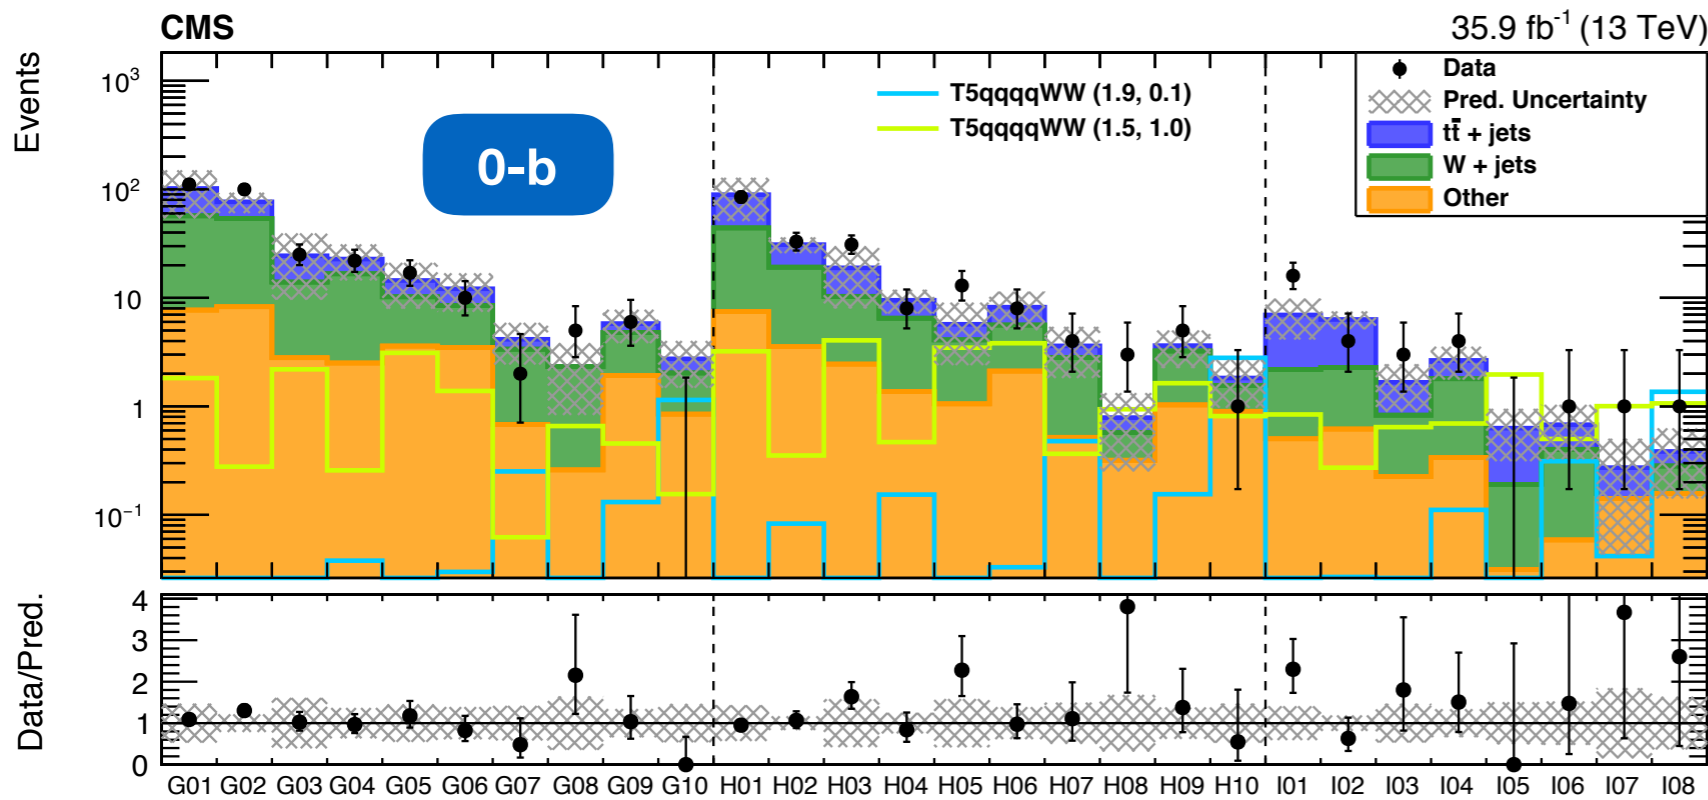 CMS
35.9 fb⁻¹ (13 TeV)
Events
10³
10²
10
1
10⁻¹
0-b
T5qqqqWW (1.9, 0.1)
T5qqqqWW (1.5, 1.0)
Data
Pred. Uncertainty
tt̄ + jets
W + jets
Other
Data/Pred.
4
3
2
1
0
G01 G02 G03 G04 G05 G06 G07 G08 G09 G10 H01 H02 H03 H04 H05 H06 H07 H08 H09 H10 I01 I02 I03 I04 I05 I06 I07 I08